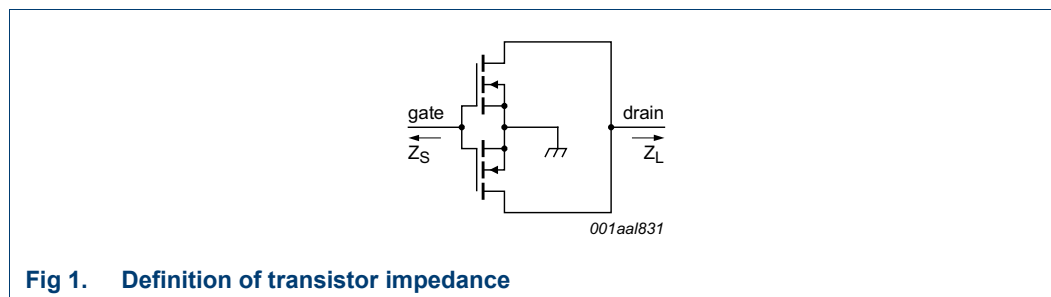 gate
drain
Z_S
Z_L
001aal831
Fig 1. Definition of transistor impedance